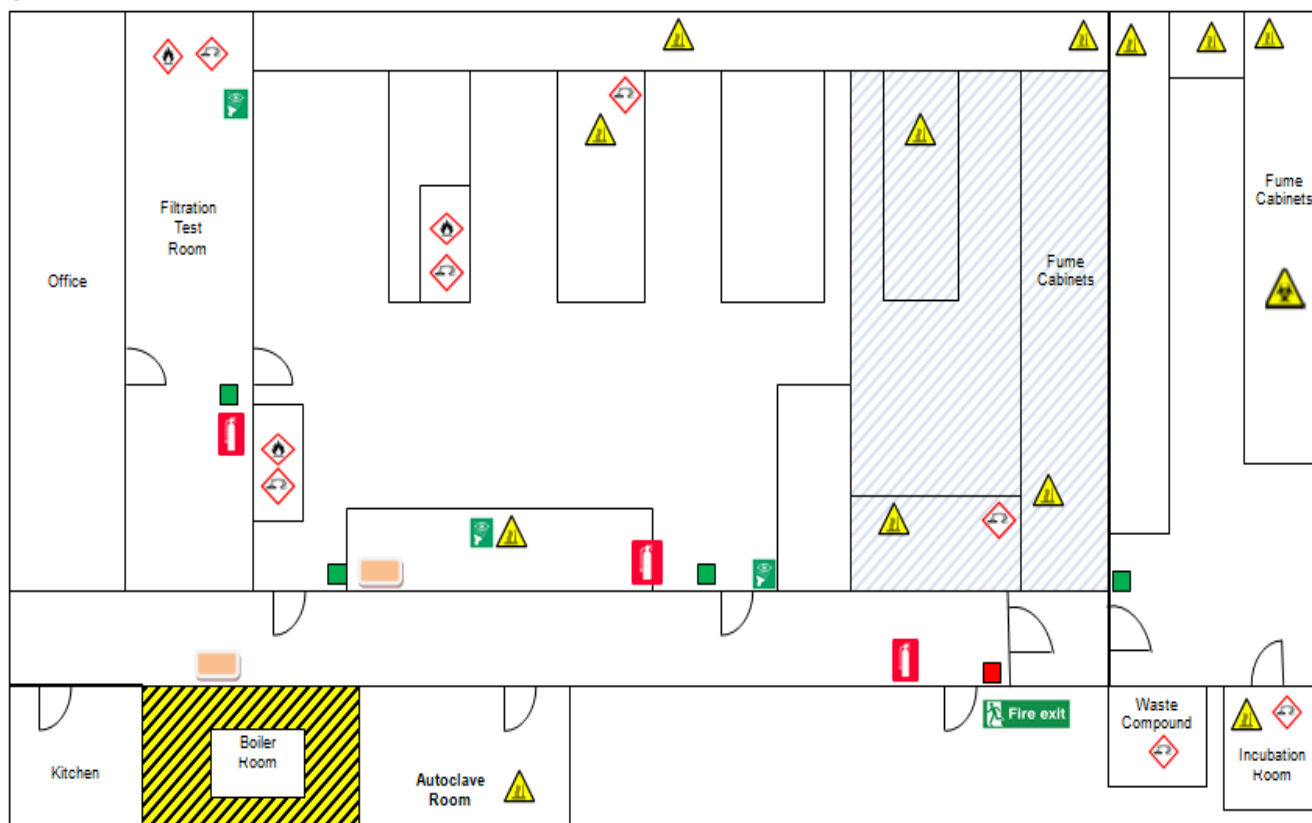 Filtration
Test
Room
Office
Fume
Cabinets
Fume
Cabinets
Fire exit
Kitchen
Boiler
Room
Autoclave
Room
Waste
Compound
Incubation
Room